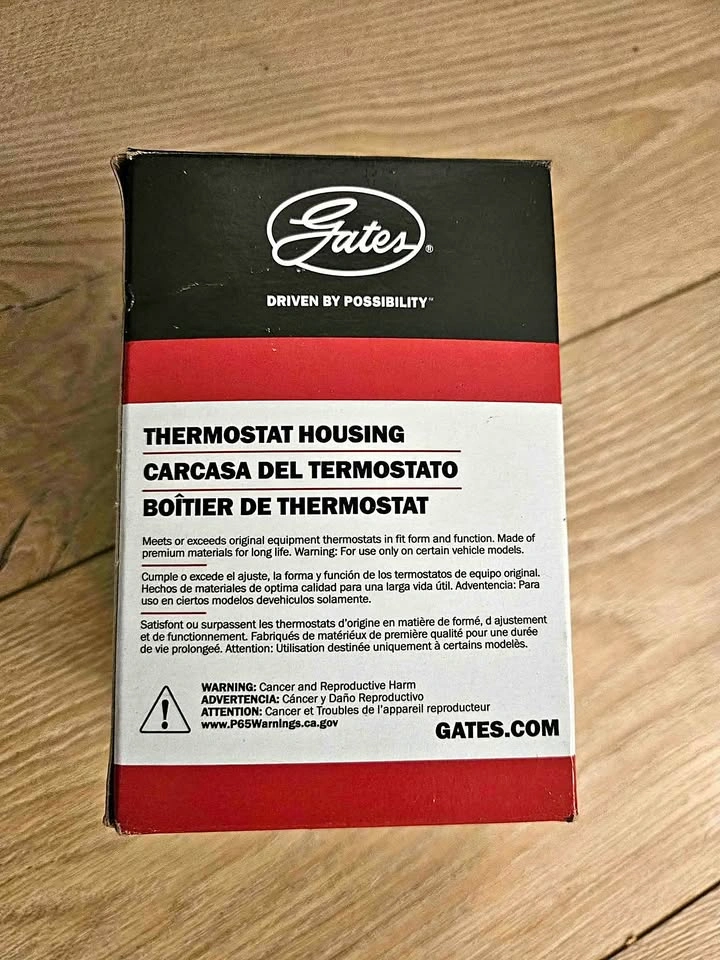 Gates®
DRIVEN BY POSSIBILITY™
THERMOSTAT HOUSING
CARCASA DEL TERMOSTATO
BOÎTIER DE THERMOSTAT
Meets or exceeds original equipment thermostats in fit form and function. Made of
premium materials for long life. Warning: For use only on certain vehicle models.
Cumple o excede el ajuste, la forma y función de los termostatos de equipo original.
Hechos de materiales de optima calidad para una larga vida útil. Adventencia: Para
uso en ciertos modelos devehiculos solamente.
Satisfont ou surpassent les thermostats d'origine en matière de formé, d ajustement
et de functionnement. Fabriqués de matériéux de première qualité pour une durée
de vie prolongeé. Attention: Utilisation destinée uniquement à certains modelès.
WARNING: Cancer and Reproductive Harm
ADVERTENCIA: Cáncer y Daño Reproductivo
ATTENTION: Cancer et Troubles de l'appareil reproducteur
www.P65Warnings.ca.gov
GATES.COM